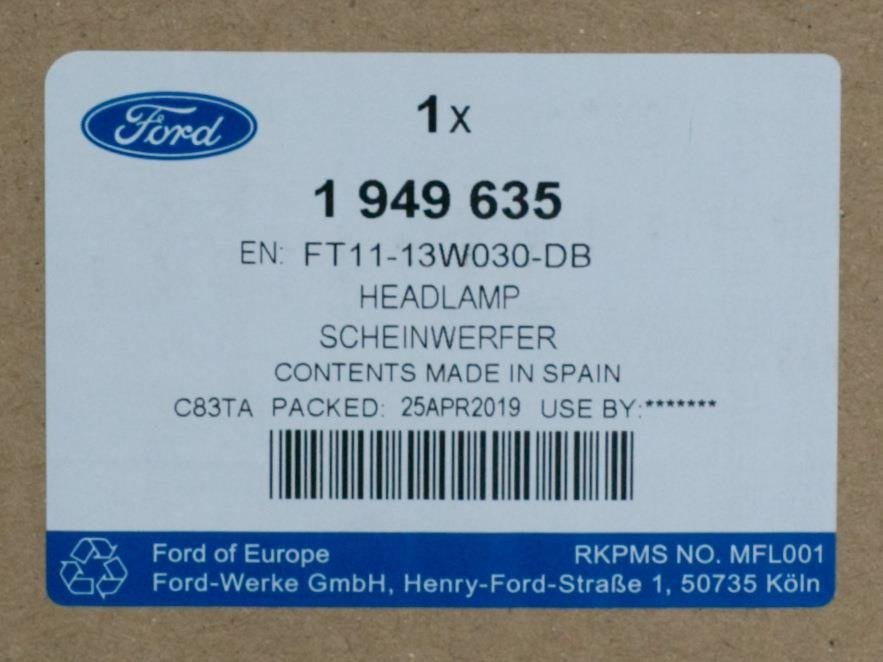 Ford
1x
1 949 635
EN: FT11-13W030-DB
HEADLAMP
SCHEINWERFER
CONTENTS MADE IN SPAIN
C83TA PACKED: 25APR2019 USE BY:*******
Ford of Europe RKPMS NO. MFL001
Ford-Werke GmbH, Henry-Ford-Straße 1, 50735 Köln